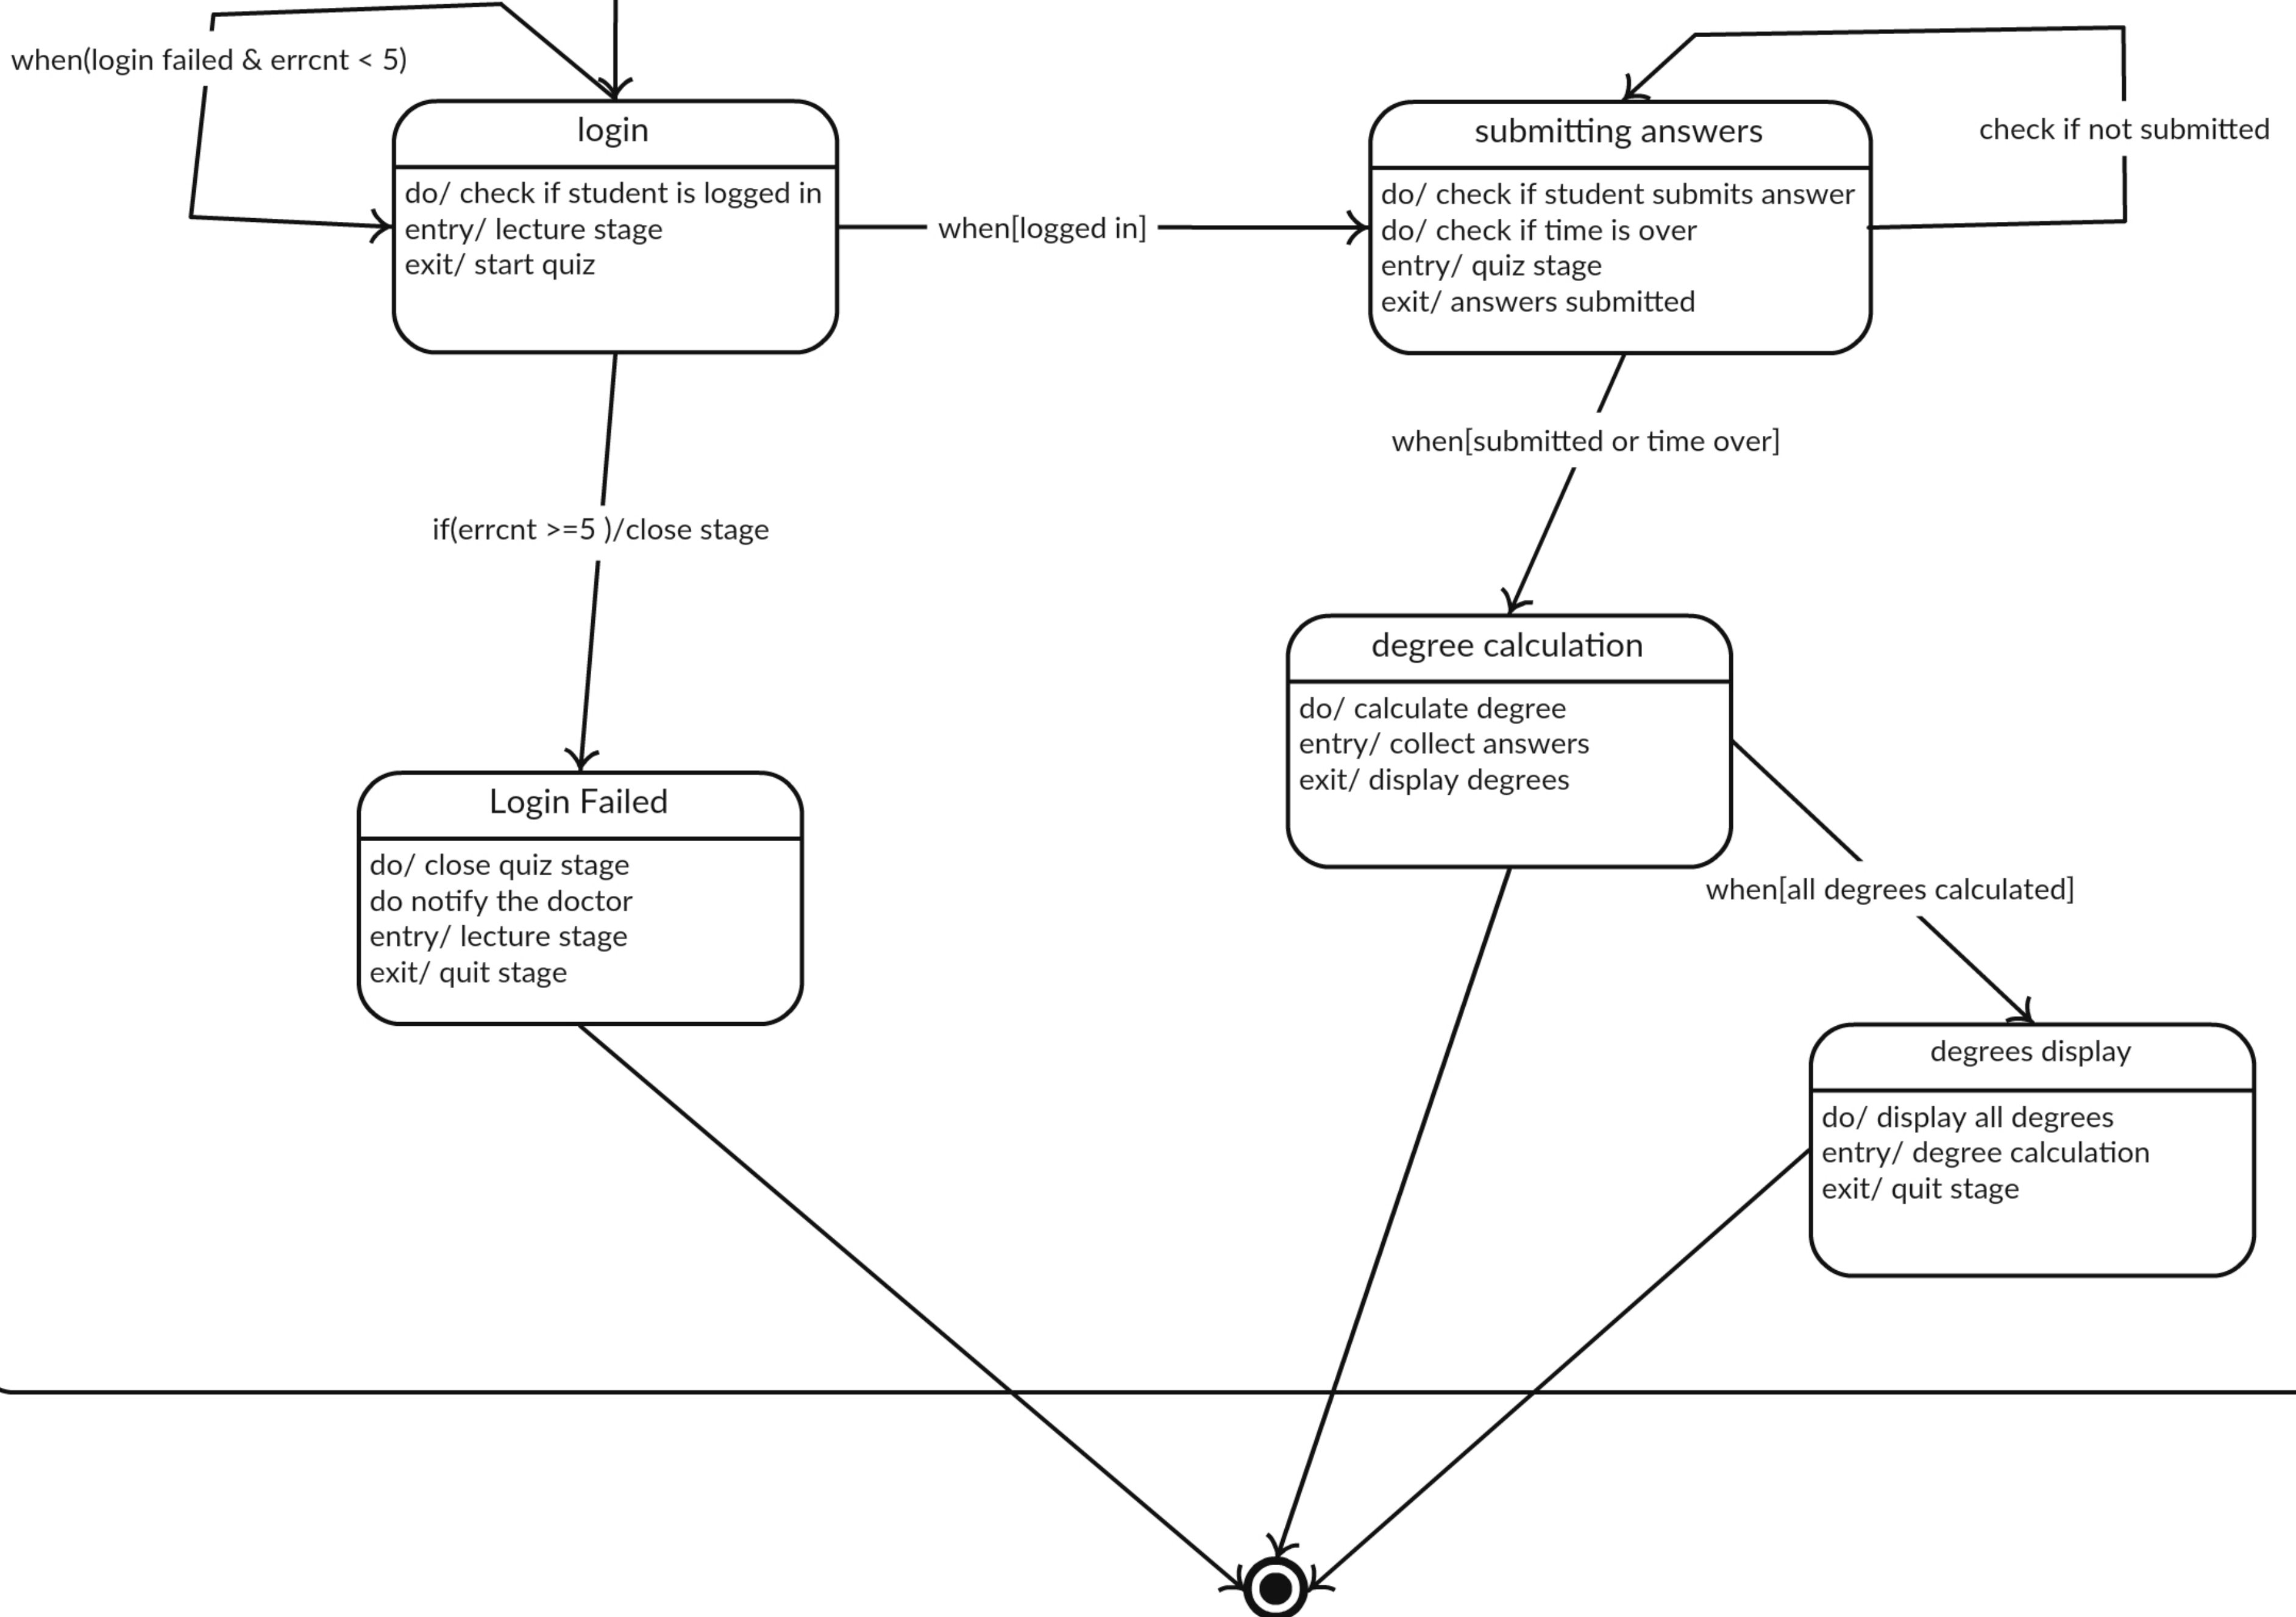 when(login failed & errcnt < 5)
login
do/ check if student is logged in
entry/ lecture stage
exit/ start quiz
when[logged in]
submitting answers
do/ check if student submits answer
do/ check if time is over
entry/ quiz stage
exit/ answers submitted
check if not submitted
when[submitted or time over]
if(errcnt >=5 )/close stage
degree calculation
do/ calculate degree
entry/ collect answers
exit/ display degrees
Login Failed
do/ close quiz stage
do notify the doctor
entry/ lecture stage
exit/ quit stage
when[all degrees calculated]
degrees display
do/ display all degrees
entry/ degree calculation
exit/ quit stage